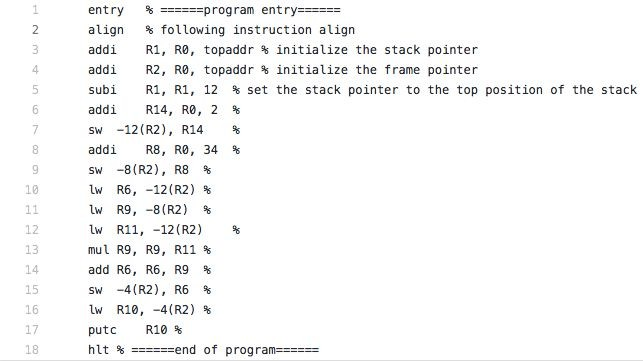 1 entry % ======program entry======
2 align % following instruction align
3 addi R1, R0, topaddr % initialize the stack pointer
4 addi R2, R0, topaddr % initialize the frame pointer
5 subi R1, R1, 12 % set the stack pointer to the top position of the stack
6 addi R14, R0, 2 %
7 sw -12(R2), R14 %
8 addi R8, R0, 34 %
9 sw -8(R2), R8 %
10 lw R6, -12(R2) %
11 lw R9, -8(R2) %
12 lw R11, -12(R2) %
13 mul R9, R9, R11 %
14 add R6, R6, R9 %
15 sw -4(R2), R6 %
16 lw R10, -4(R2) %
17 putc R10 %
18 hlt % ======end of program======